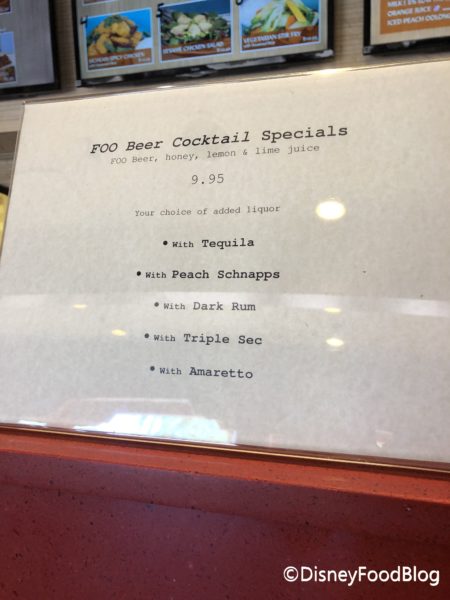 SESAME CHICKEN SALAD
VEGETARIAN STIR FRY
ORANGE JUICE &
ICED PEACH OOLONG
FOO Beer Cocktail Specials
FOO Beer, honey, lemon & lime juice
9.95
Your choice of added liquor
• With Tequila
• With Peach Schnapps
• With Dark Rum
• With Triple Sec
• With Amaretto
©DisneyFoodBlog